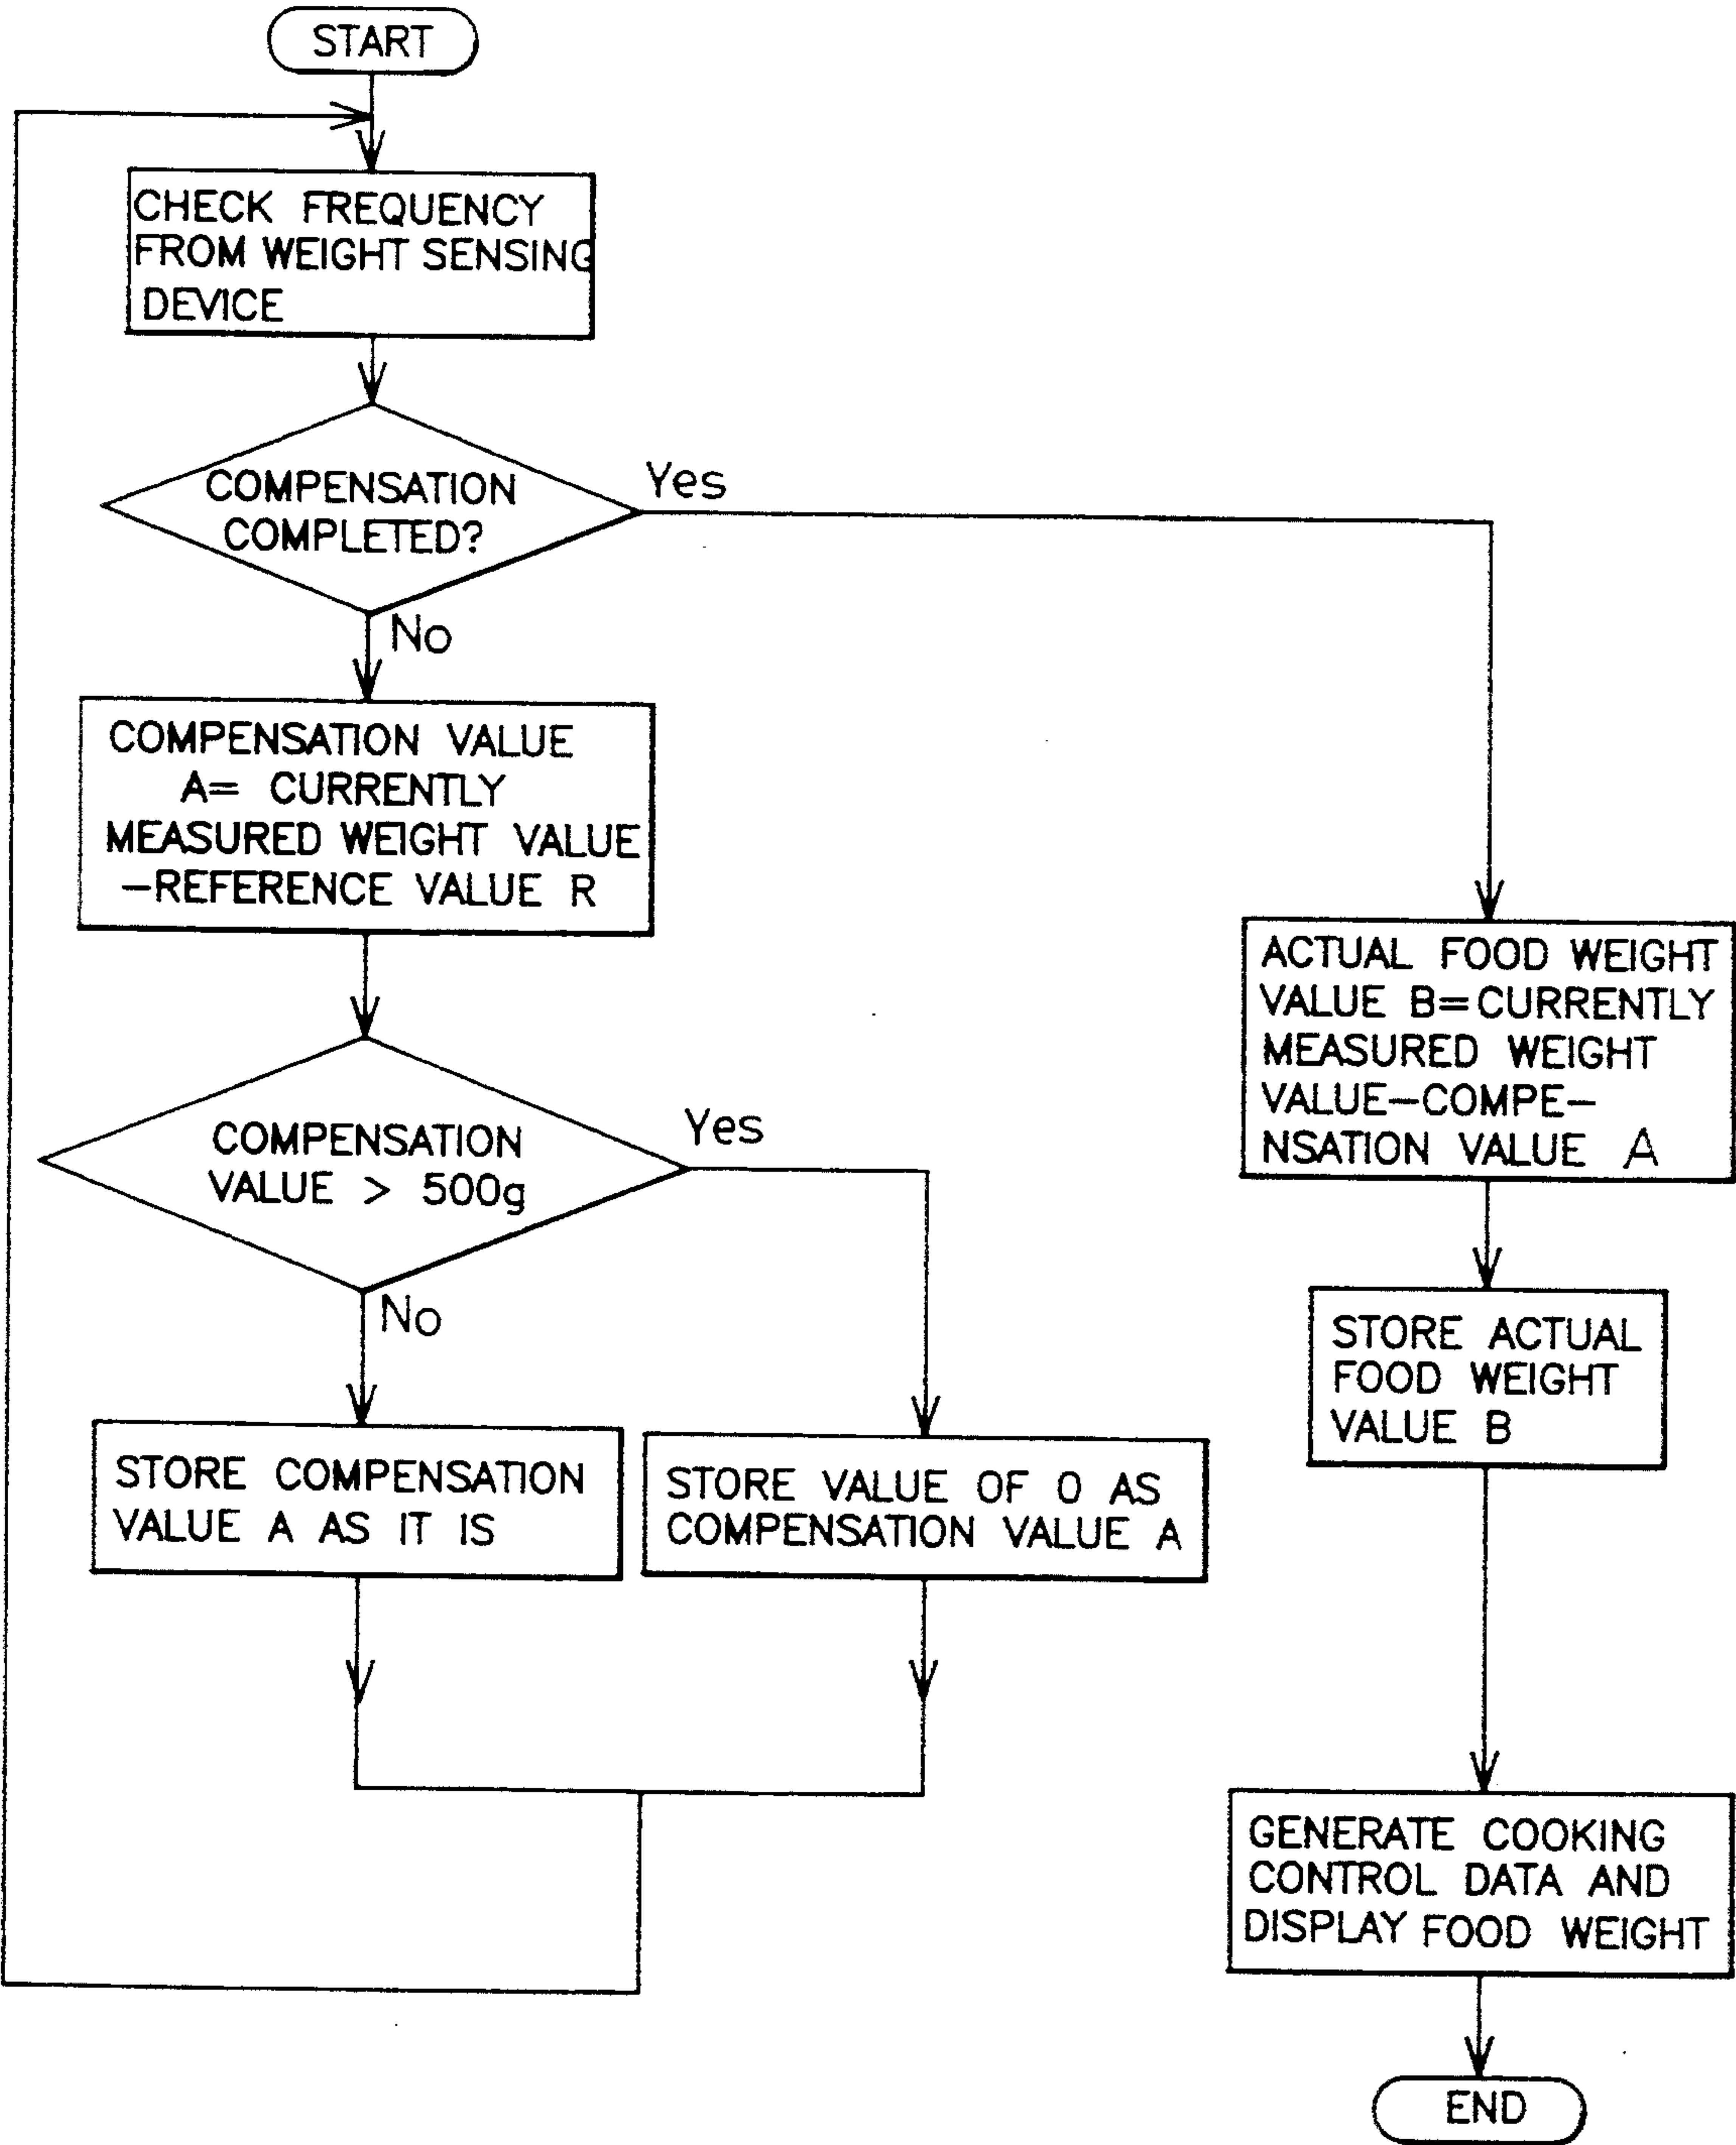 START
CHECK FREQUENCY
FROM WEIGHT SENSING
DEVICE
COMPENSATION
COMPLETED?
Yes
No
COMPENSATION VALUE
A= CURRENTLY
MEASURED WEIGHT VALUE
-REFERENCE VALUE R
COMPENSATION
VALUE > 500g
Yes
No
STORE COMPENSATION
VALUE A AS IT IS
STORE VALUE OF 0 AS
COMPENSATION VALUE A
ACTUAL FOOD WEIGHT
VALUE B=CURRENTLY
MEASURED WEIGHT
VALUE-COMPE-
NSATION VALUE A
STORE ACTUAL
FOOD WEIGHT
VALUE B
GENERATE COOKING
CONTROL DATA AND
DISPLAY FOOD WEIGHT
END